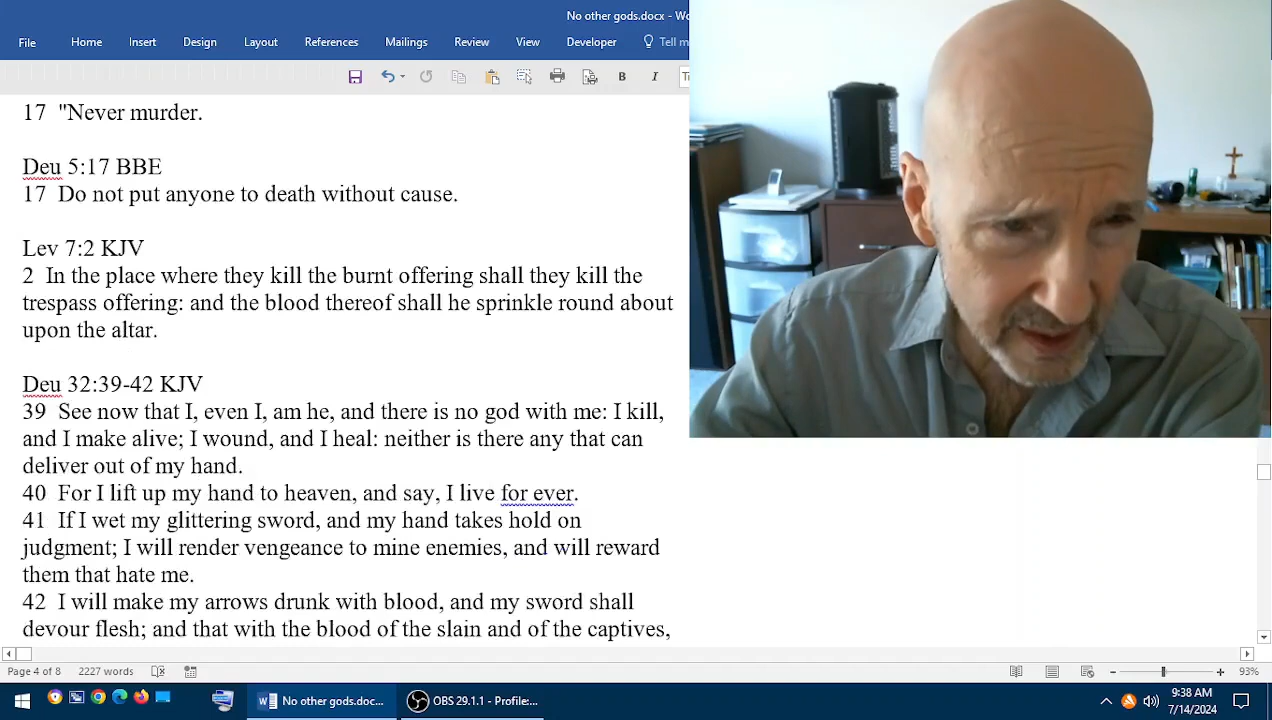 No other gods.docx - Wo
File
Home
Insert
Design
Layout
References
Mailings
Review
View
Developer
Tell m
B
I
17 "Never murder.
Deu 5:17 BBE
17 Do not put anyone to death without cause.
Lev 7:2 KJV
2 In the place where they kill the burnt offering shall they kill the
trespass offering: and the blood thereof shall he sprinkle round about
upon the altar.
Deu 32:39-42 KJV
39 See now that I, even I, am he, and there is no god with me: I kill,
and I make alive; I wound, and I heal: neither is there any that can
deliver out of my hand.
40 For I lift up my hand to heaven, and say, I live for ever.
41 If I wet my glittering sword, and my hand takes hold on
judgment; I will render vengeance to mine enemies, and will reward
them that hate me.
42 I will make my arrows drunk with blood, and my sword shall
devour flesh; and that with the blood of the slain and of the captives,
Page 4 of 8
2227 words
93%
No other gods.doc...
OBS 29.1.1 - Profile:...
9:38 AM
7/14/2024